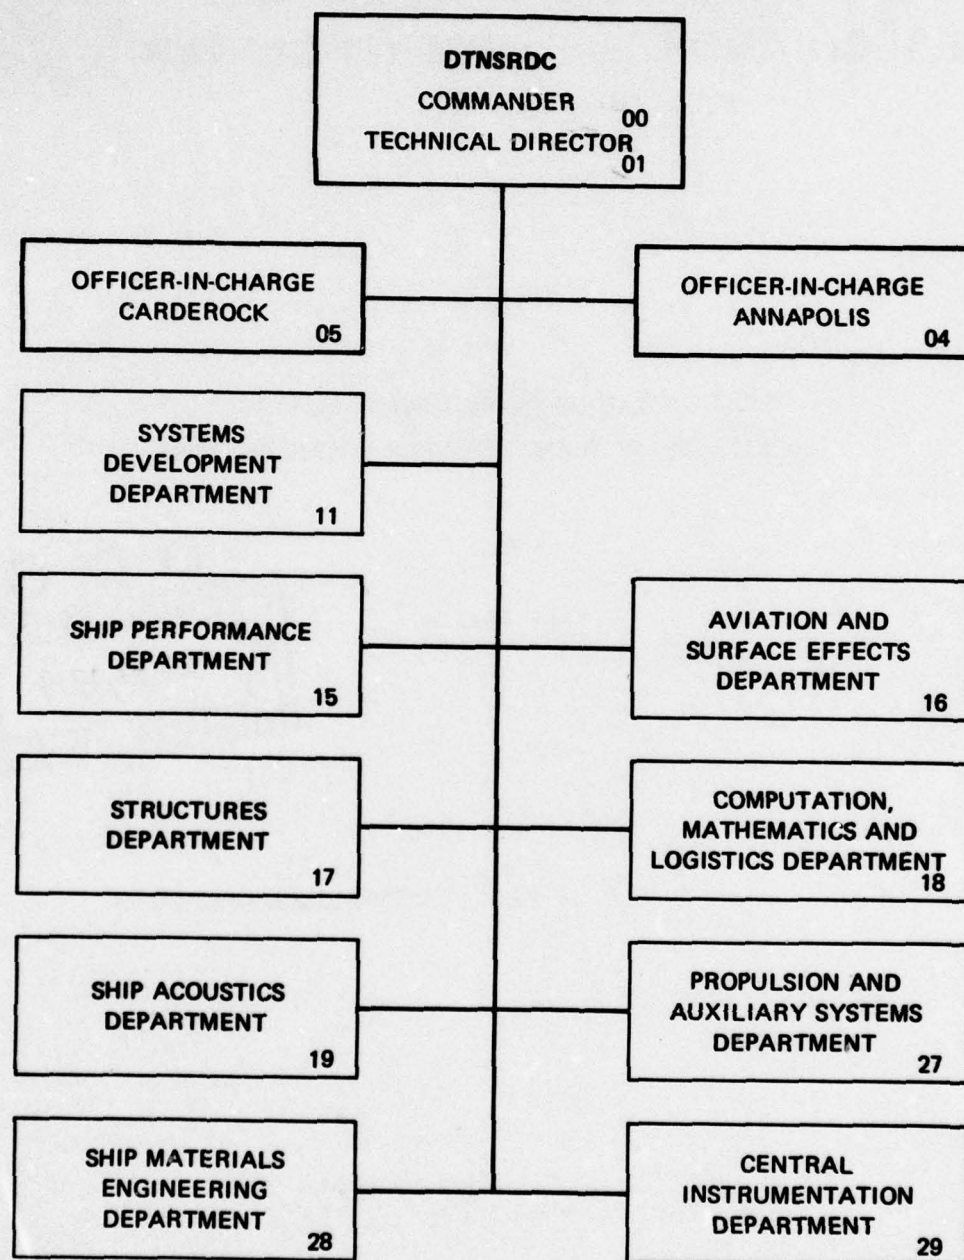 DTNSRDC
COMMANDER
00
TECHNICAL DIRECTOR
01
OFFICER-IN-CHARGE
CARDEROCK
05
OFFICER-IN-CHARGE
ANNAPOLIS
04
SYSTEMS
DEVELOPMENT
DEPARTMENT
11
SHIP PERFORMANCE
DEPARTMENT
15
AVIATION AND
SURFACE EFFECTS
DEPARTMENT
16
STRUCTURES
DEPARTMENT
17
COMPUTATION,
MATHEMATICS AND
LOGISTICS DEPARTMENT
18
SHIP ACOUSTICS
DEPARTMENT
19
PROPULSION AND
AUXILIARY SYSTEMS
DEPARTMENT
27
SHIP MATERIALS
ENGINEERING
DEPARTMENT
28
CENTRAL
INSTRUMENTATION
DEPARTMENT
29